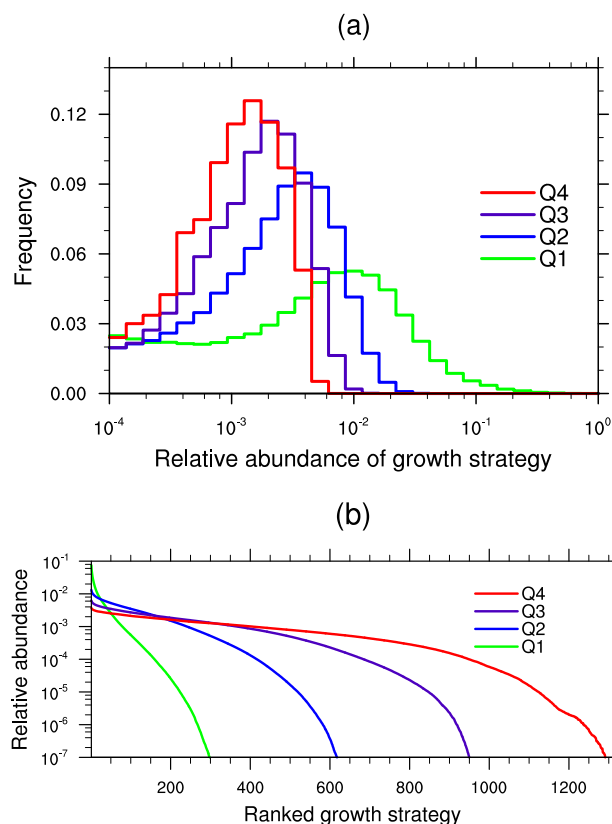 (a)
0.12
0.09
0.06
0.03
0.00
Frequency
Q4
Q3
Q2
Q1
10-4 10-3 10-2 10-1 100
Relative abundance of growth strategy
(b)
10-1
10-2
10-3
10-4
10-5
10-6
10-7
Relative abundance
Q4
Q3
Q2
Q1
200 400 600 800 1000 1200
Ranked growth strategy